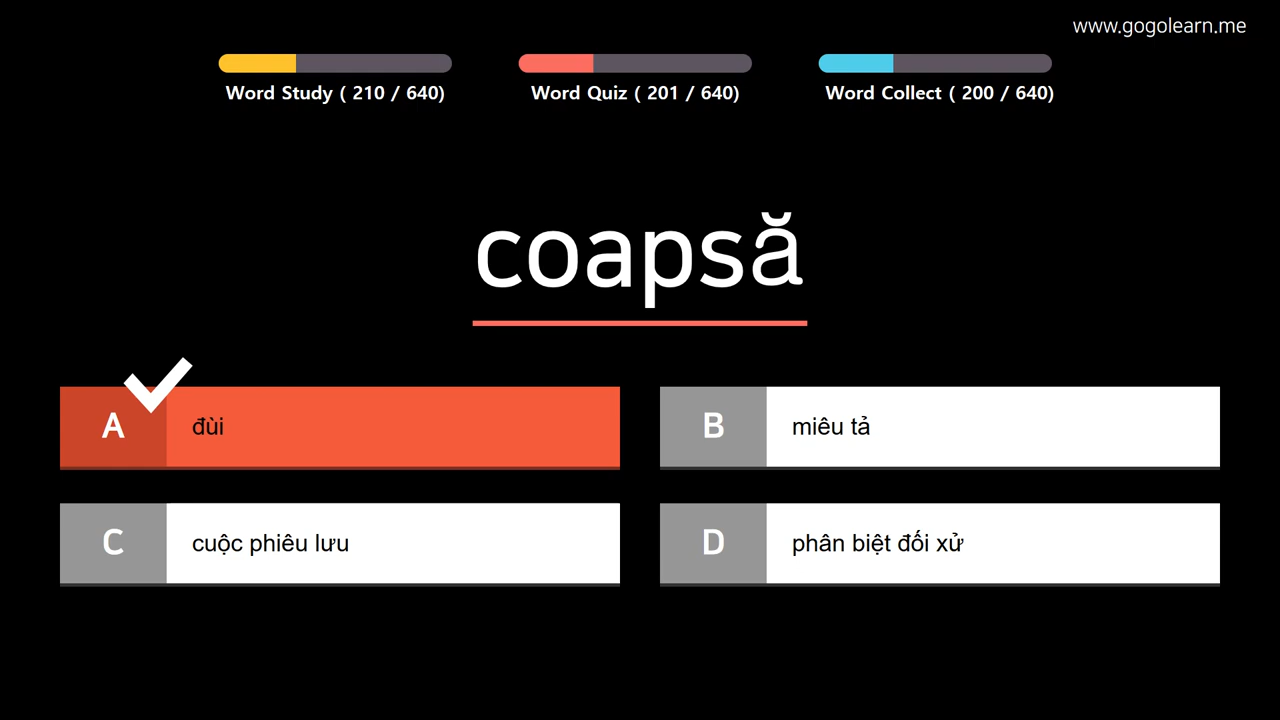 www.gogolearn.me
Word Study ( 210 / 640)
Word Quiz ( 201 / 640)
Word Collect ( 200 / 640)
coapsă
A
đùi
B
miêu tả
C
cuộc phiêu lưu
D
phân biệt đối xử